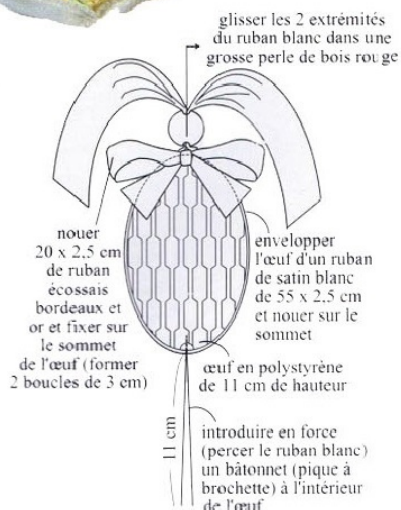 glisser les 2 extrémités
du ruban blanc dans une
grosse perle de bois rouge
nouer
20 x 2,5 cm
de ruban
écossais
bordeaux et
or et fixer sur
le sommet
de l'œuf (former
2 boucles de 3 cm)
envelopper
l'œuf d'un ruban
de satin blanc
de 55 x 2,5 cm
et nouer sur le
sommet
œuf en polystyrène
de 11 cm de hauteur
11 cm
introduire en force
(percer le ruban blanc)
un bâtonnet (pique à
brochette) à l'intérieur
de l'œuf